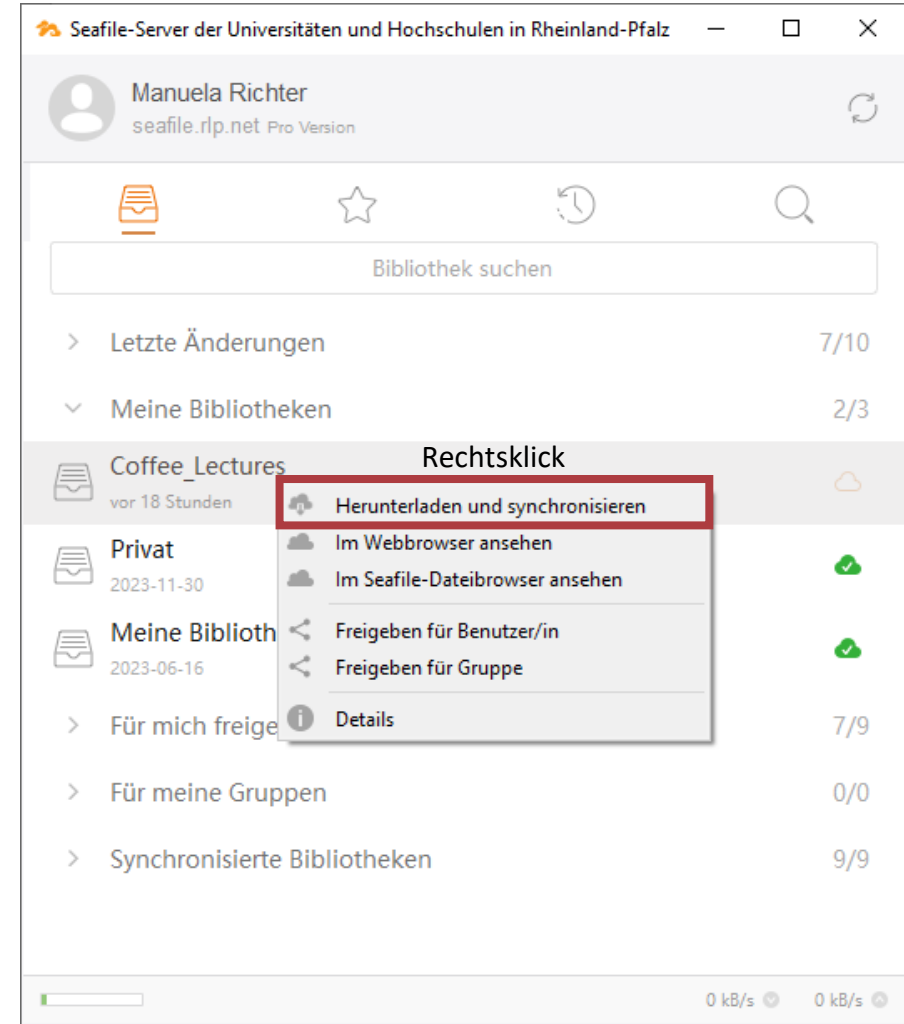 Seafile-Server der Universitäten und Hochschulen in Rheinland-Pfalz
Manuela Richter
seafile.rlp.net Pro Version
Bibliothek suchen
Letzte Änderungen 7/10
Meine Bibliotheken 2/3
Coffee_Lectures Rechtsklick
vor 18 Stunden
Herunterladen und synchronisieren
Im Webbrowser ansehen
Privat
2023-11-30
Im Seafile-Dateibrowser ansehen
Meine Biblioth
Freigeben für Benutzer/in
2023-06-16
Freigeben für Gruppe
Details
Für mich freige 7/9
Für meine Gruppen 0/0
Synchronisierte Bibliotheken 9/9
0 kB/s 0 kB/s